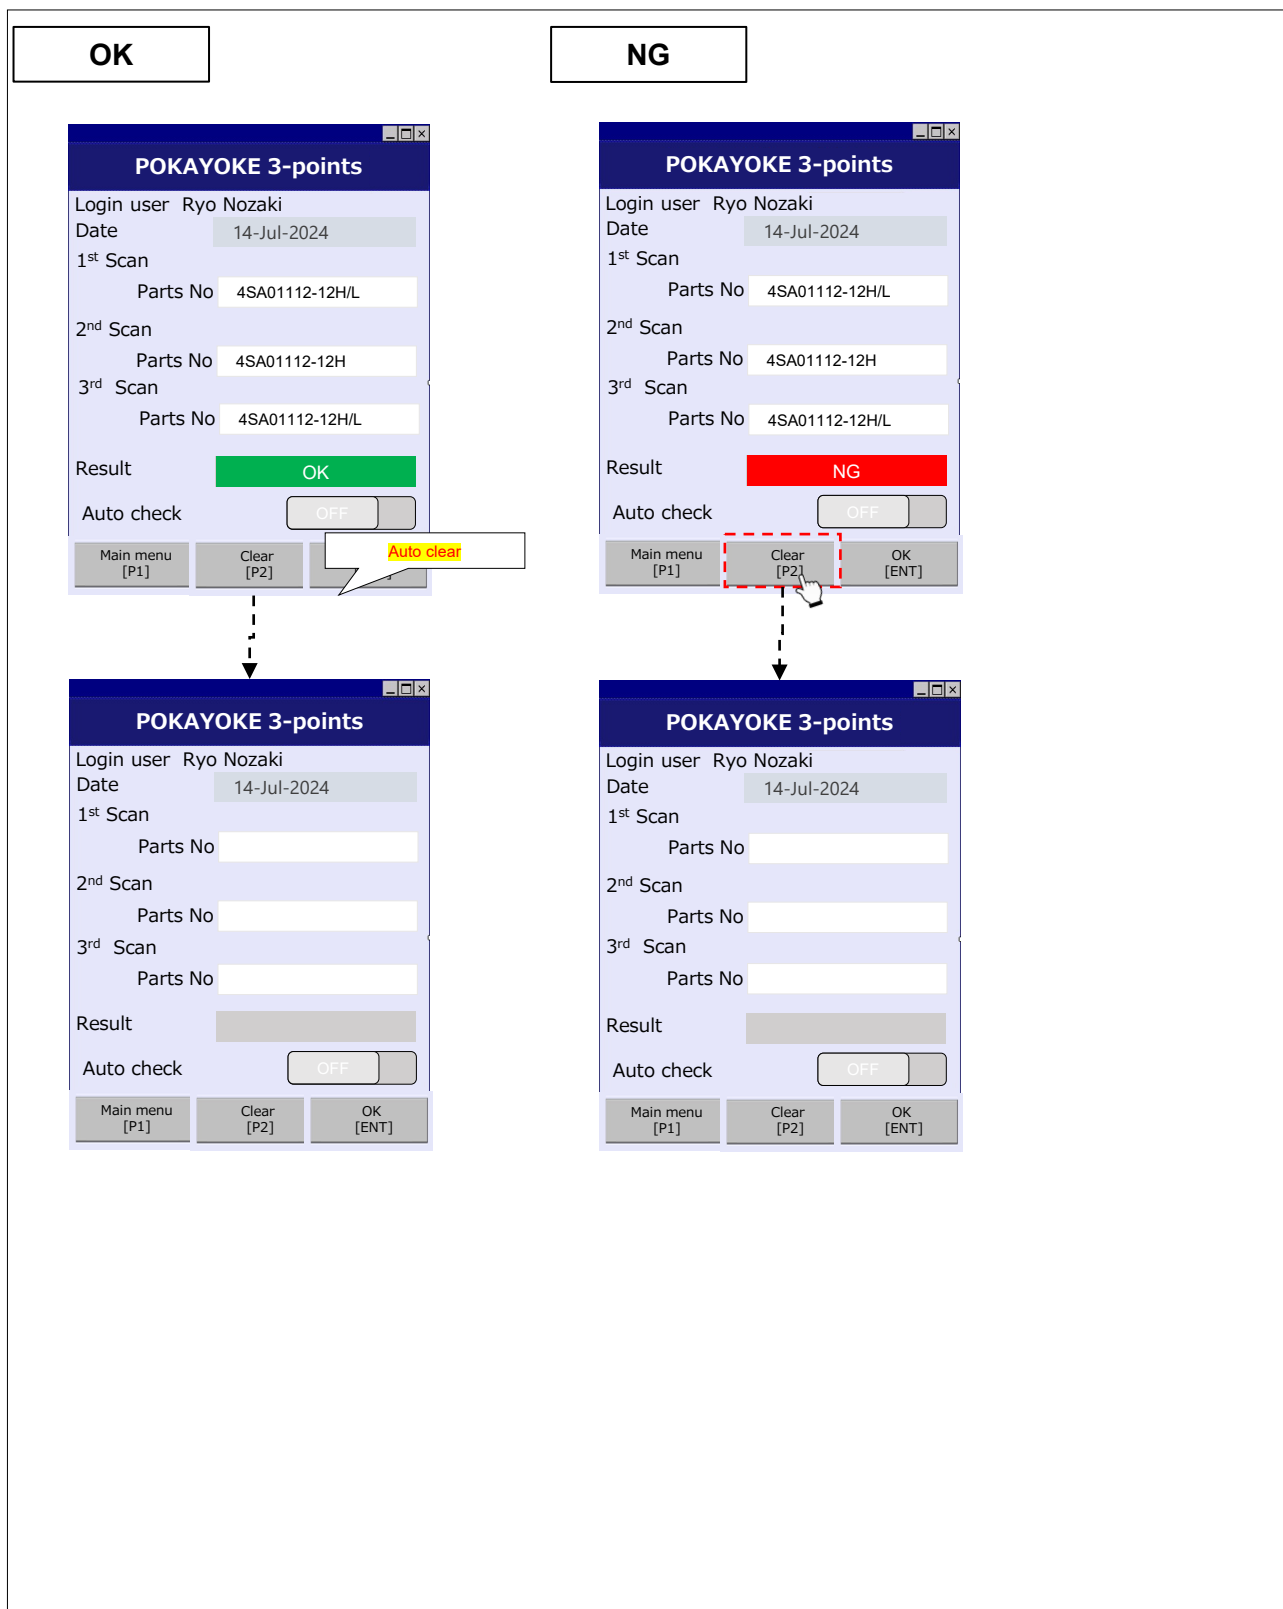 OK
POKAYOKE 3-points
Login user Ryo Nozaki
Date 14-Jul-2024
1st Scan
Parts No 4SA01112-12H/L
2nd Scan
Parts No 4SA01112-12H
3rd Scan
Parts No 4SA01112-12H/L
Result OK
Auto check OFF
Auto clear
Main menu
[P1]
Clear
[P2]
POKAYOKE 3-points
Login user Ryo Nozaki
Date 14-Jul-2024
1st Scan
Parts No
2nd Scan
Parts No
3rd Scan
Parts No
Result
Auto check OFF
Main menu
[P1]
Clear
[P2]
OK
[ENT]
NG
POKAYOKE 3-points
Login user Ryo Nozaki
Date 14-Jul-2024
1st Scan
Parts No 4SA01112-12H/L
2nd Scan
Parts No 4SA01112-12H
3rd Scan
Parts No 4SA01112-12H/L
Result NG
Auto check OFF
Main menu
[P1]
Clear
[P2]
OK
[ENT]
POKAYOKE 3-points
Login user Ryo Nozaki
Date 14-Jul-2024
1st Scan
Parts No
2nd Scan
Parts No
3rd Scan
Parts No
Result
Auto check OFF
Main menu
[P1]
Clear
[P2]
OK
[ENT]